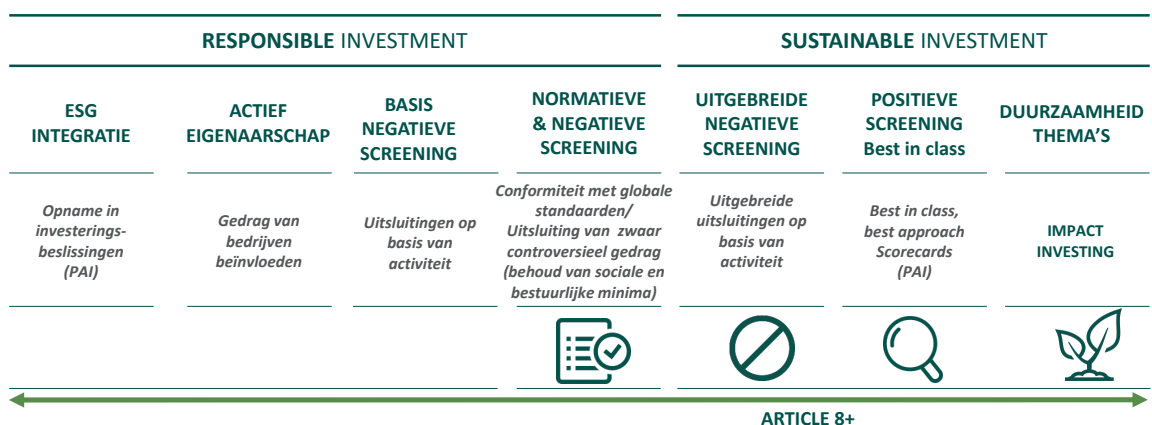 RESPONSIBLE INVESTMENT
SUSTAINABLE INVESTMENT
ESG
INTEGRATIE
ACTIEF
EIGENAARSCHAP
BASIS
NEGATIEVE
SCREENING
NORMATIEVE
& NEGATIEVE
SCREENING
UITGEBREIDE
NEGATIEVE
SCREENING
POSITIEVE
SCREENING
Best in class
DUURZAAMHEID
THEMA'S
Opname in
investerings-
beslissingen
(PAI)
Gedrag van
bedrijven
beïnvloeden
Uitsluitingen op
basis van
activiteit
Conformiteit met globale
standaarden/
Uitsluiting van zwaar
controversieel gedrag
(behoud van sociale en
bestuurlijke minima)
Uitgebreide
uitsluitingen op
basis van
activiteit
Best in class,
best approach
Scorecards
(PAI)
IMPACT
INVESTING
ARTICLE 8+